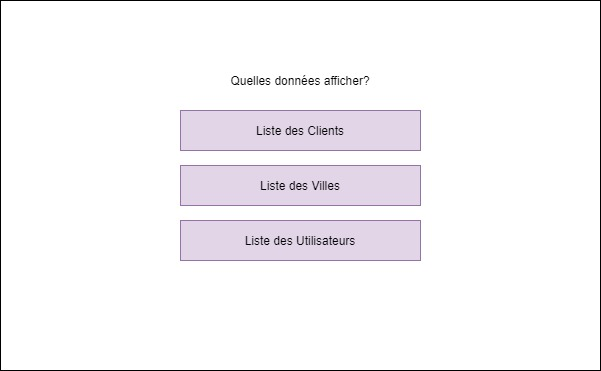 Quelles données afficher?
Liste des Clients
Liste des Villes
Liste des Utilisateurs